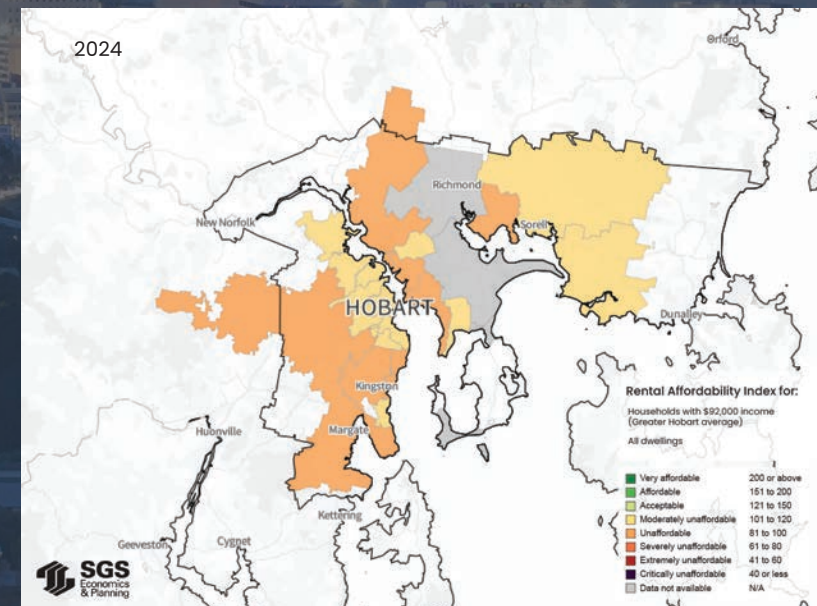 2024
Orford
Richmond
New Norfolk
Sorell
HOBART
Dunalley
Kingston
Huonville
Margate
Kettering
Geeveston
Cygnet
Rental Affordability Index for:
Households with $92,000 income
(Greater Hobart average)
All dwellings
Very affordable 200 or above
Affordable 151 to 200
Acceptable 121 to 150
Moderately unaffordable 101 to 120
Unaffordable 81 to 100
Severely unaffordable 61 to 80
Extremely unaffordable 41 to 60
Critically unaffordable 40 or less
Data not available N/A
SGS
Economics
& Planning